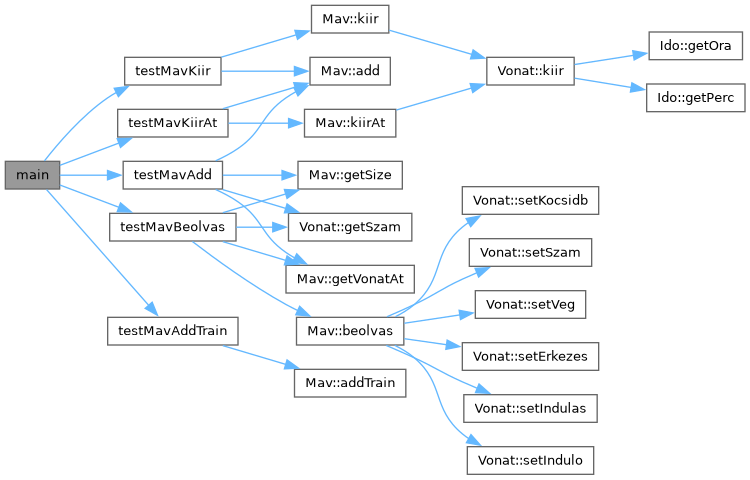 main
testMavKiir
testMavKiirAt
testMavAdd
testMavBeolvas
testMavAddTrain
Mav::kiir
Mav::add
Mav::kiirAt
Mav::getSize
Vonat::getSzam
Mav::getVonatAt
Mav::beolvas
Mav::addTrain
Vonat::kiir
Vonat::setKocsidb
Vonat::setSzam
Vonat::setVeg
Vonat::setErkezes
Vonat::setIndulas
Vonat::setIndulo
Ido::getOra
Ido::getPerc